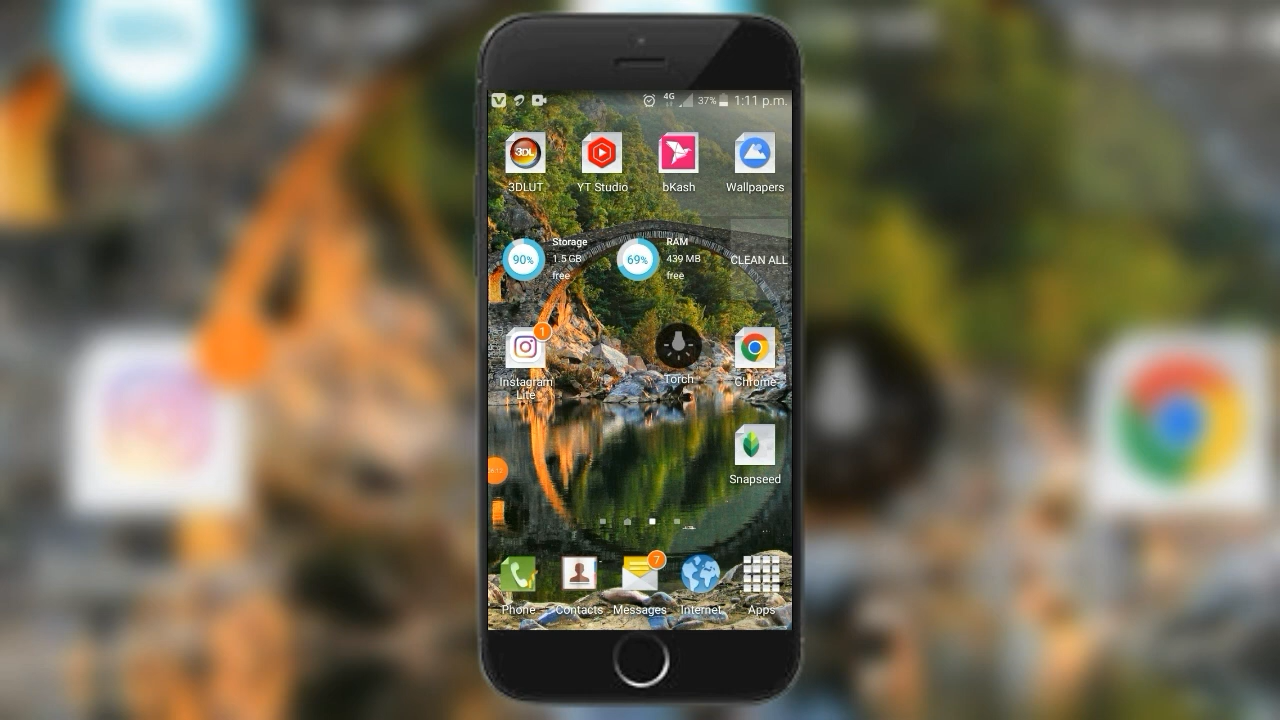 4G
37%
1:11 p.m.
3DL
3DLUT
YT Studio
bKash
Wallpapers
90%
Storage
1.5 GB
free
69%
RAM
439 MB
free
CLEAN ALL
1
Instagram
Lite
Torch
Chrome
Snapseed
7
Phone
Contacts
Messages
Internet
Apps